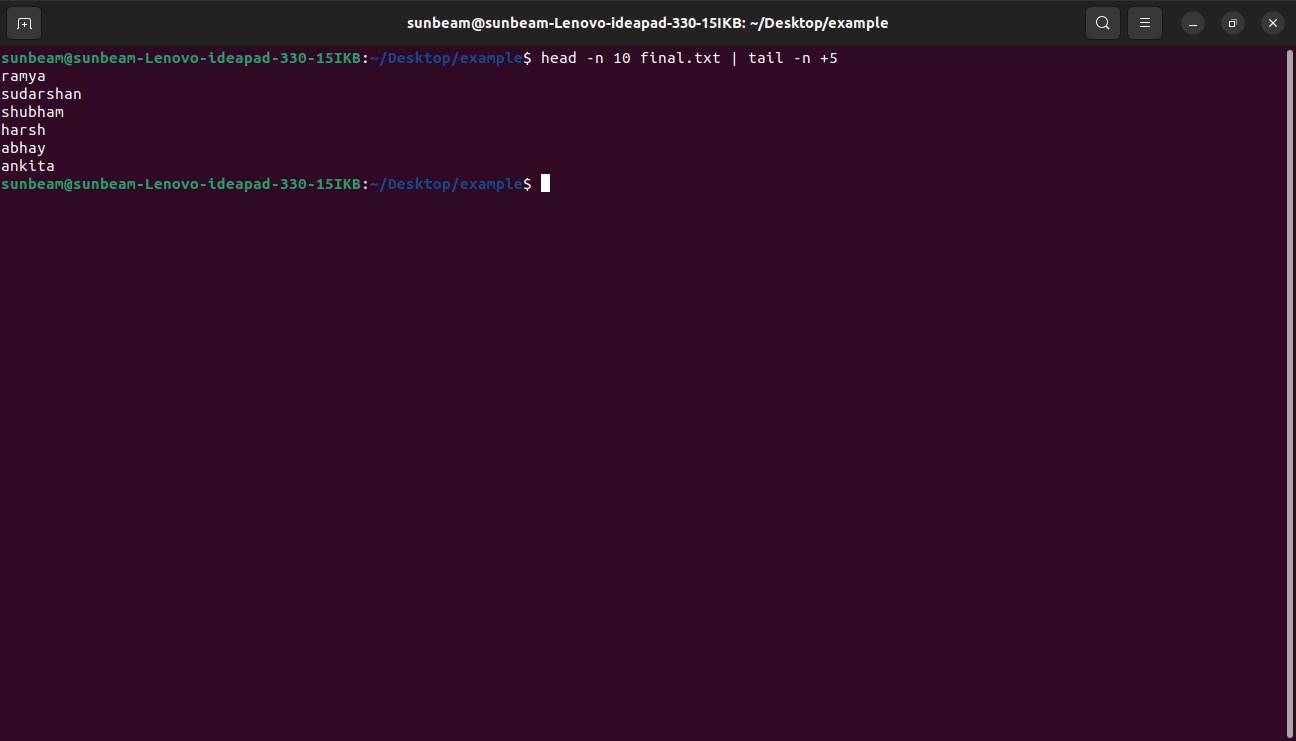 sunbeam@sunbeam-Lenovo-ideapad-330-15IKB: ~/Desktop/example
sunbeam@sunbeam-Lenovo-ideapad-330-15IKB:~/Desktop/example$ head -n 10 final.txt | tail -n +5
ramya
sudarshan
shubham
harsh
abhay
ankita
sunbeam@sunbeam-Lenovo-ideapad-330-15IKB:~/Desktop/example$